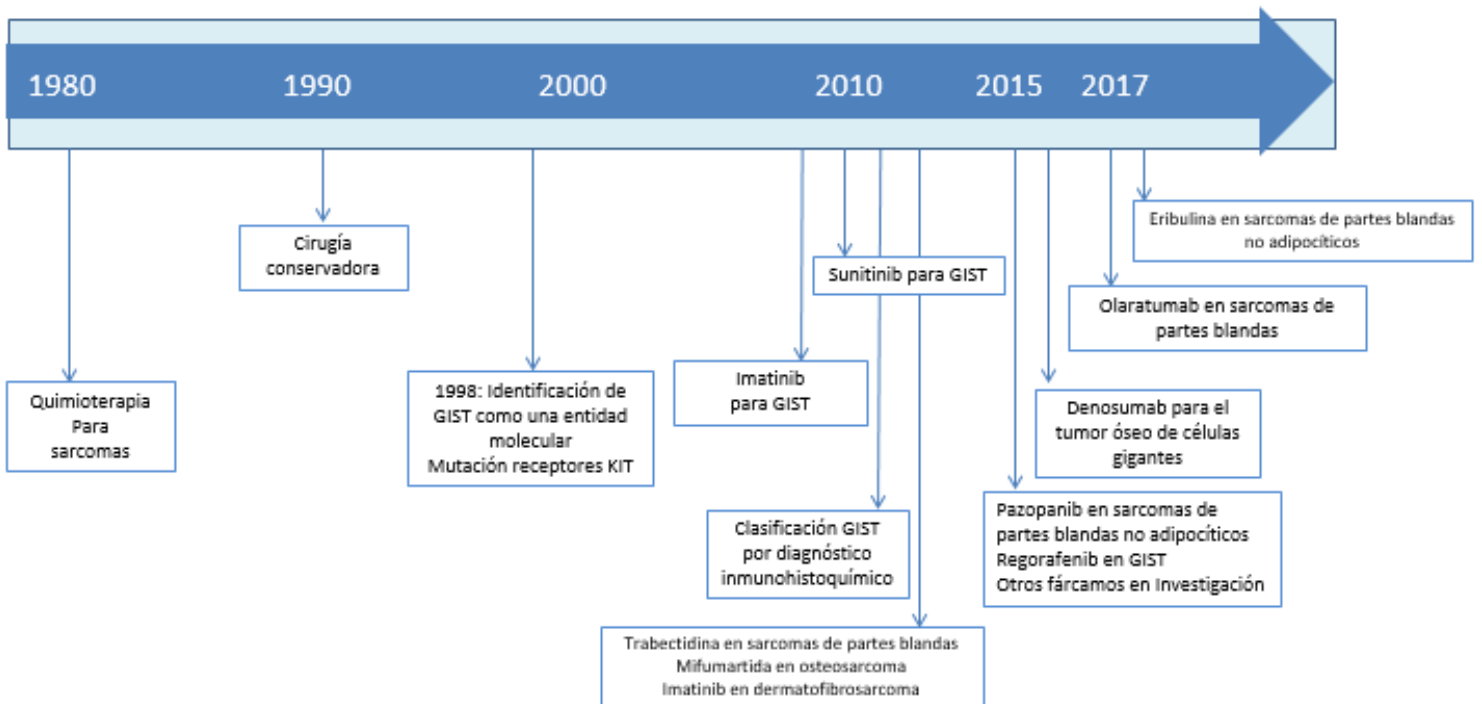 1980
1990
2000
2010
2015
2017
Eribulina en sarcomas de partes blandas
no adipocíticos
Cirugía
conservadora
Sunitinib para GIST
Olaratumab en sarcomas de
partes blandas
Quimioterapia
Para
sarcomas
1998: Identificación de
GIST como una entidad
molecular
Mutación receptores KIT
Imatinib
para GIST
Denosumab para el
tumor óseo de células
gigantes
Clasificación GIST
por diagnóstico
inmunohistoquímico
Pazopanib en sarcomas de
partes blandas no adipocíticos
Regorafenib en GIST
Otros fárcamos en Investigación
Trabectidina en sarcomas de partes blandas
Mifumartida en osteosarcoma
Imatinib en dermatofibrosarcoma